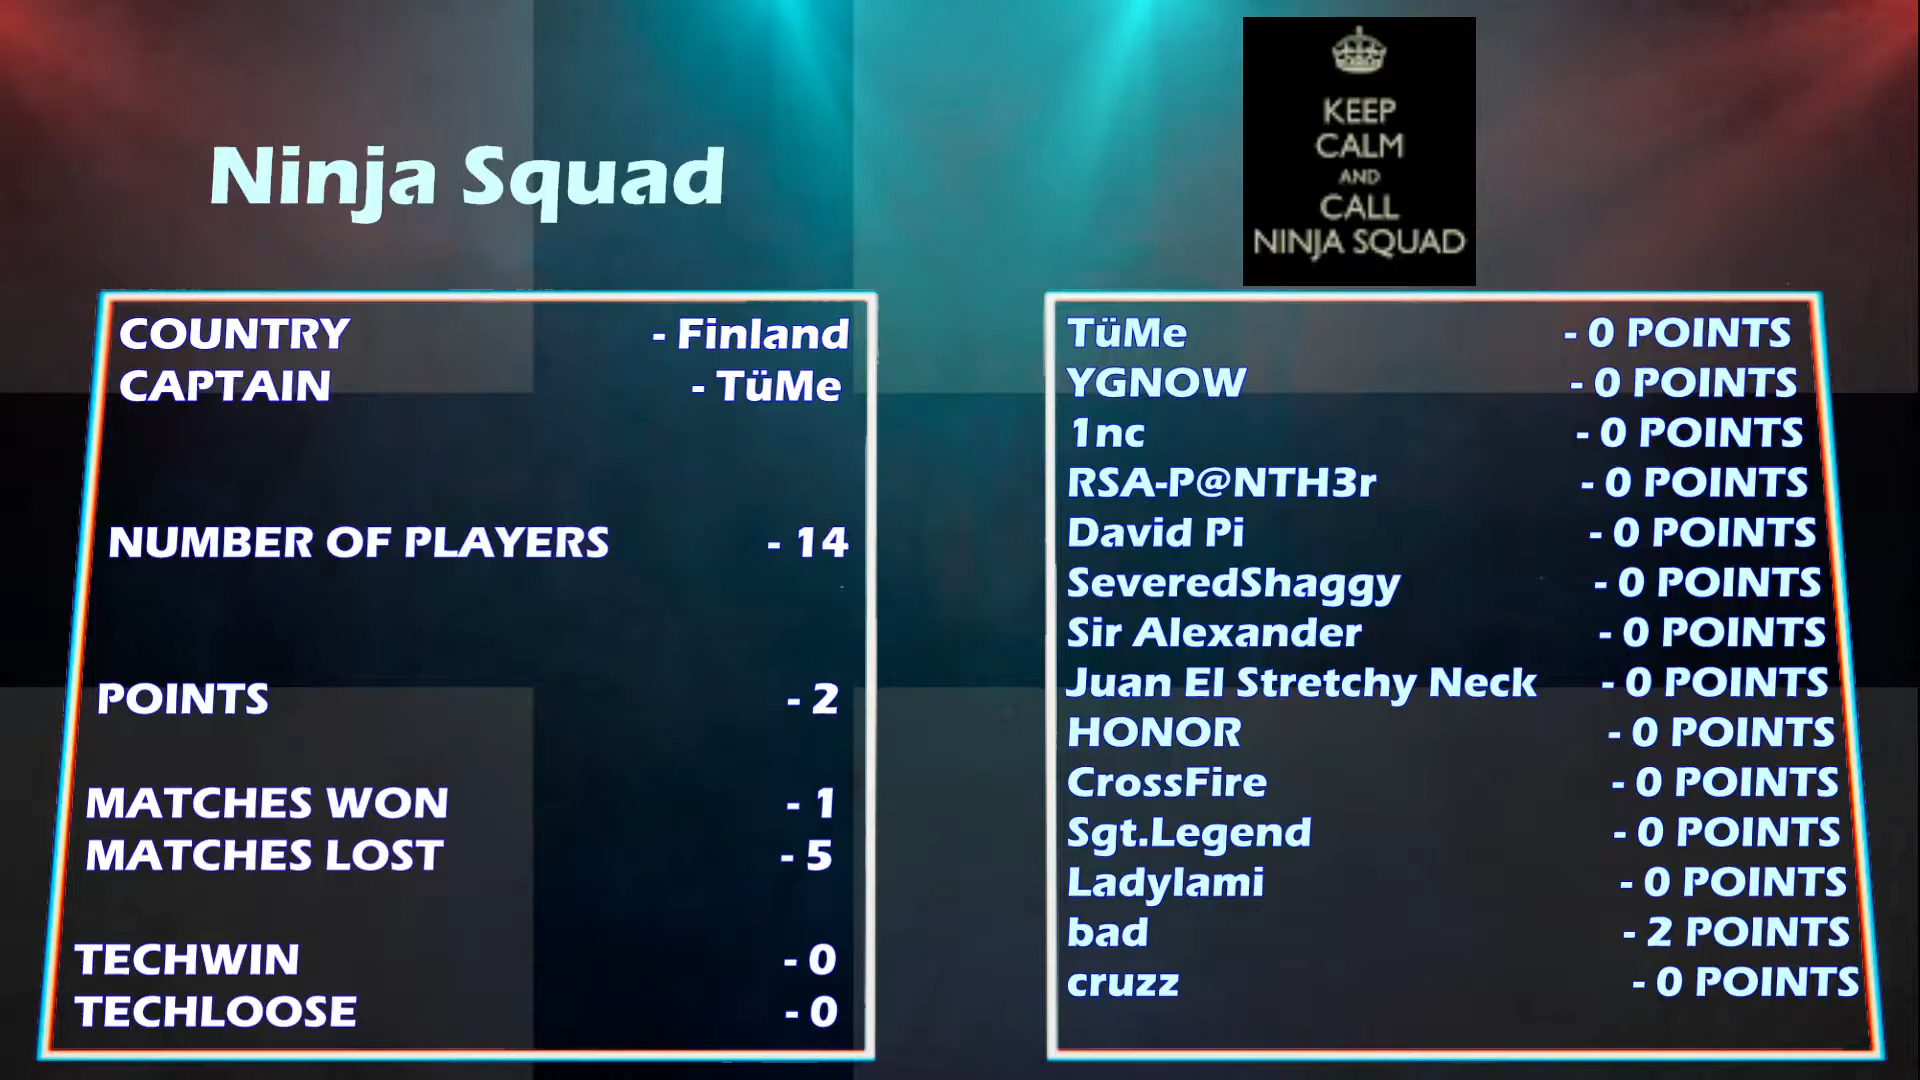 Ninja Squad
KEEP
CALM
AND
CALL
NINJA SQUAD
COUNTRY - Finland
CAPTAIN - TüMe
NUMBER OF PLAYERS - 14
POINTS - 2
MATCHES WON - 1
MATCHES LOST - 5
TECHWIN - 0
TECHLOOSE - 0
TüMe - 0 POINTS
YGNOW - 0 POINTS
1nc - 0 POINTS
RSA-P@NTH3r - 0 POINTS
David Pi - 0 POINTS
SeveredShaggy - 0 POINTS
Sir Alexander - 0 POINTS
Juan El Stretchy Neck - 0 POINTS
HONOR - 0 POINTS
CrossFire - 0 POINTS
Sgt.Legend - 0 POINTS
Ladylami - 0 POINTS
bad - 2 POINTS
cruzz - 0 POINTS